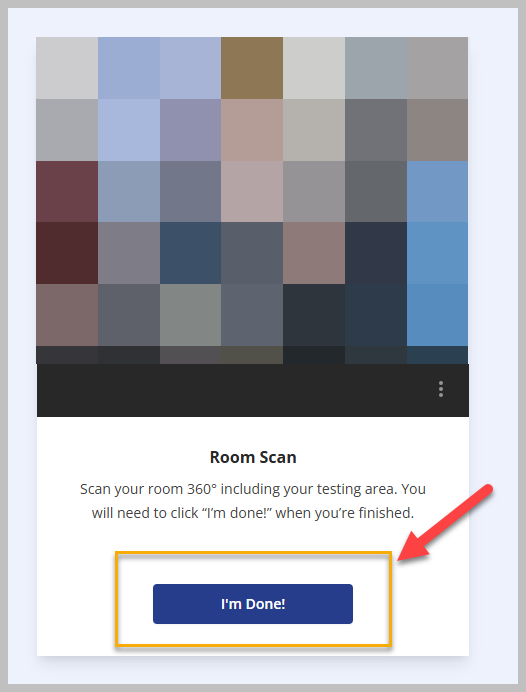 Room Scan
Scan your room 360° including your testing area. You
will need to click “I’m done!” when you’re finished.
I'm Done!